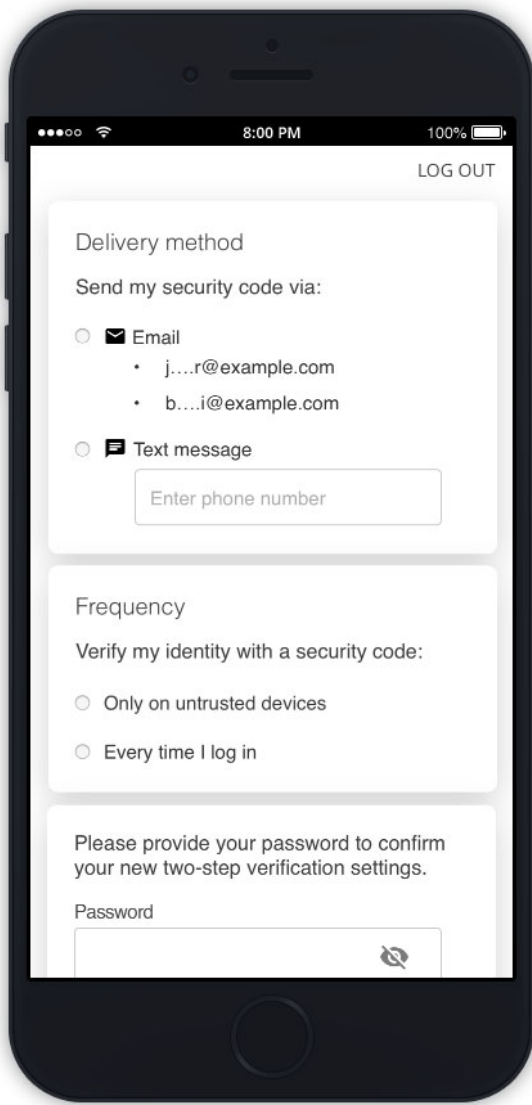 8:00 PM 100%
LOG OUT
Delivery method
Send my security code via:
Email
• j....r@example.com
• b....i@example.com
Text message
Enter phone number
Frequency
Verify my identity with a security code:
Only on untrusted devices
Every time I log in
Please provide your password to confirm
your new two-step verification settings.
Password